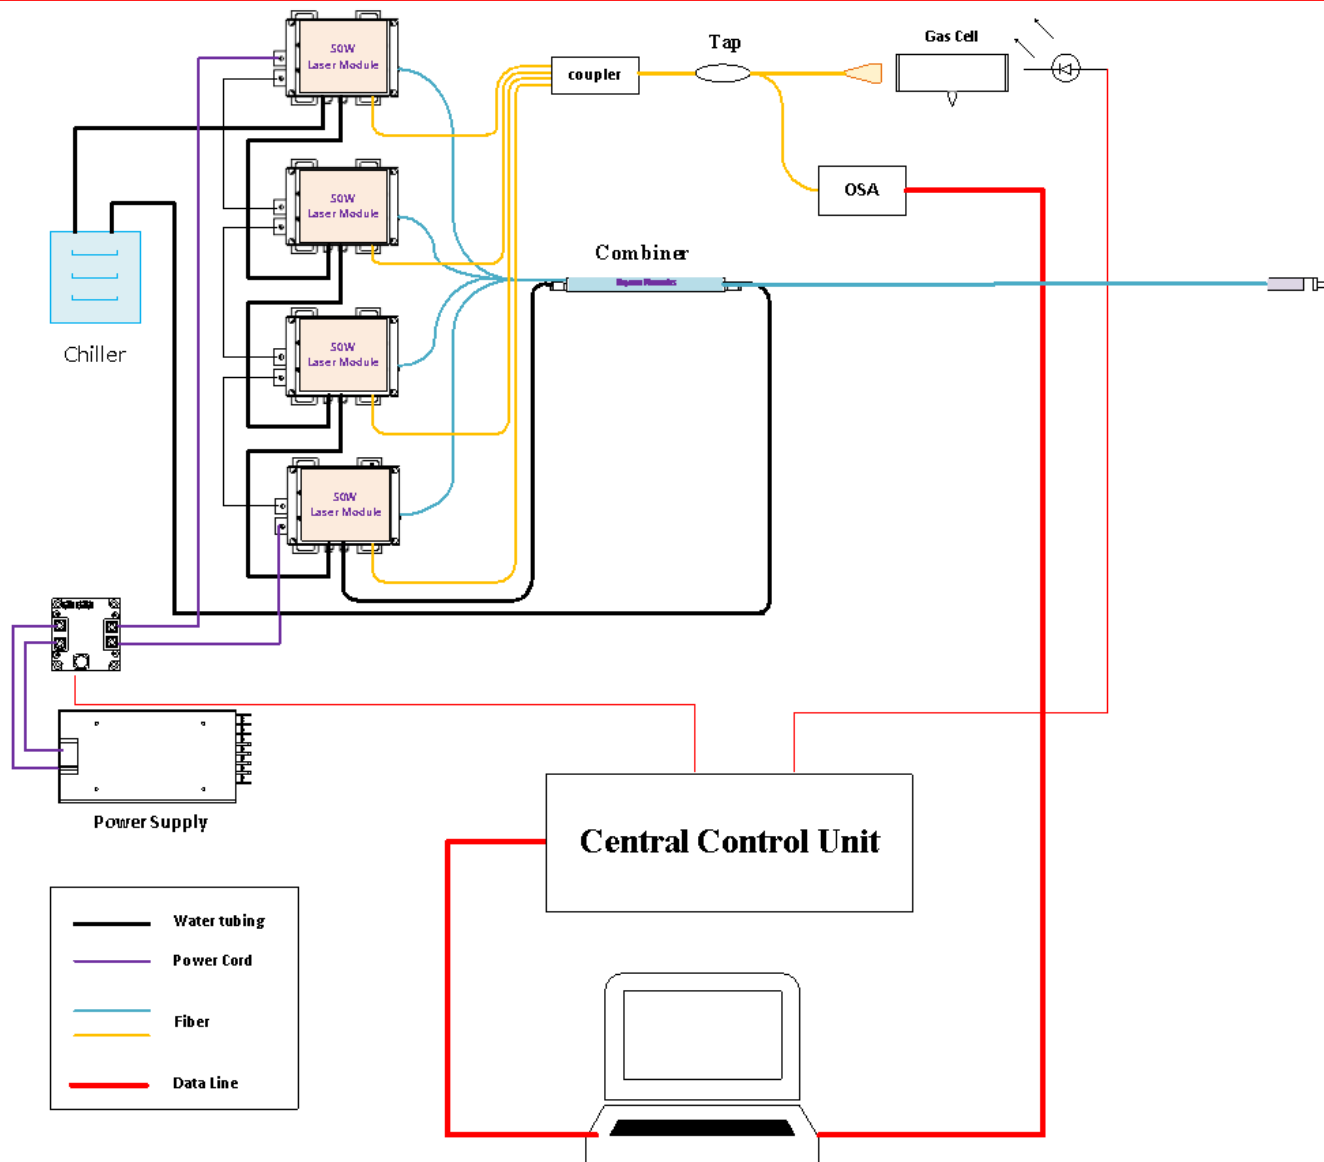 50W
Laser Module
coupler
Tap
Gas Cell
50W
Laser Module
OSA
Combiner
Chiller
50W
Laser Module
50W
Laser Module
Power Supply
Central Control Unit
Water tubing
Power Cord
Fiber
Data Line